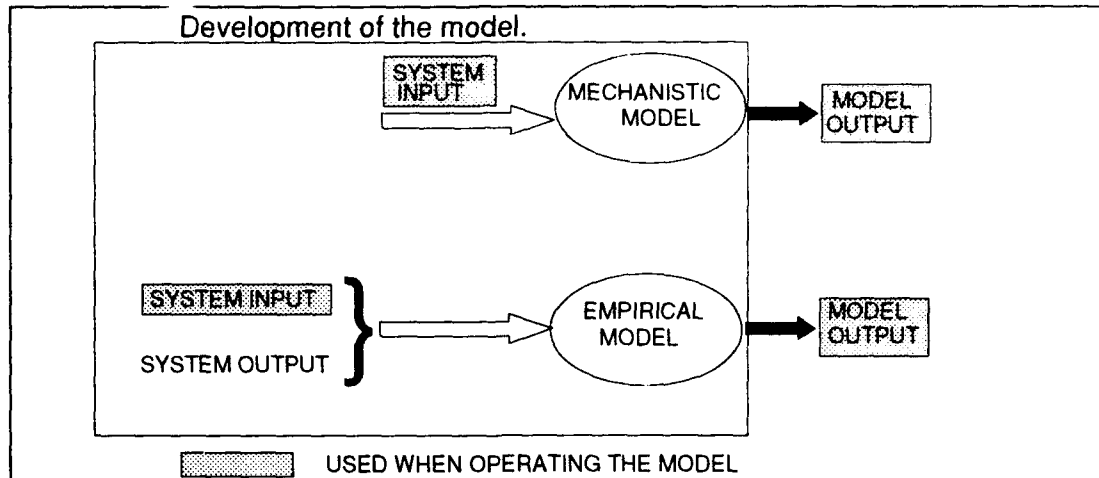 Development of the model.
SYSTEM
INPUT
MECHANISTIC
MODEL
MODEL
OUTPUT
SYSTEM INPUT
SYSTEM OUTPUT
EMPIRICAL
MODEL
MODEL
OUTPUT
USED WHEN OPERATING THE MODEL